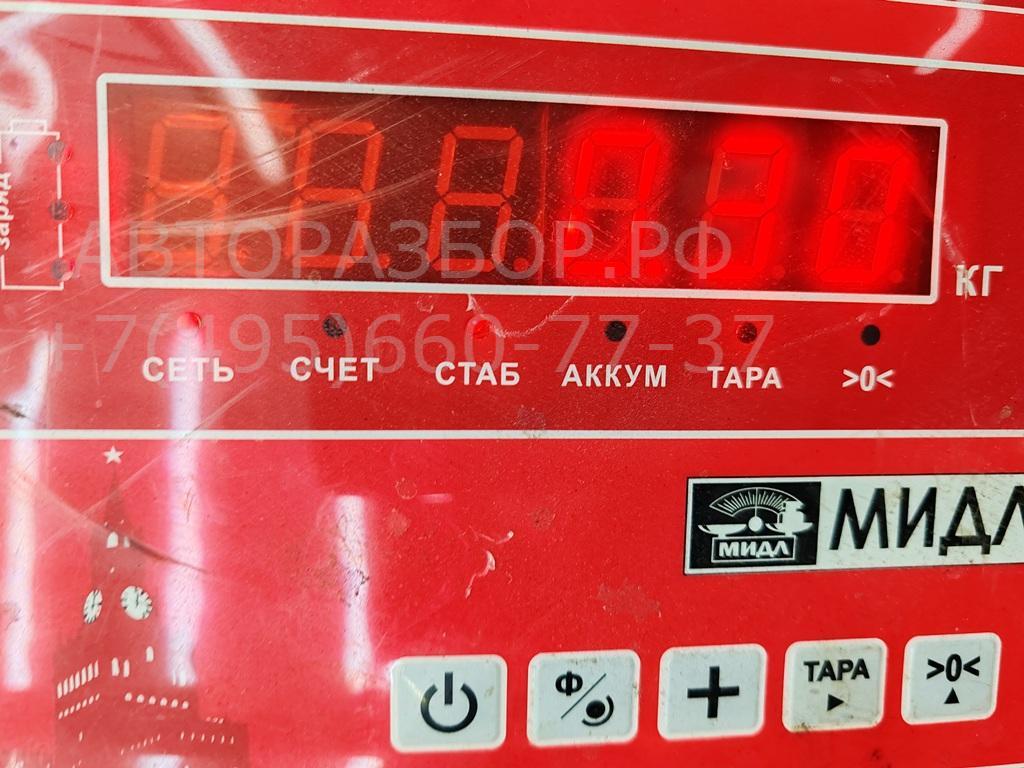 заряд
АВТОРАЗБОР.РФ
КГ
+7(495)660-77-37
СЕТЬ СЧЕТ СТАБ АККУМ ТАРА >0<
МИДЛ МИДЛ
Ф ТАРА >0<